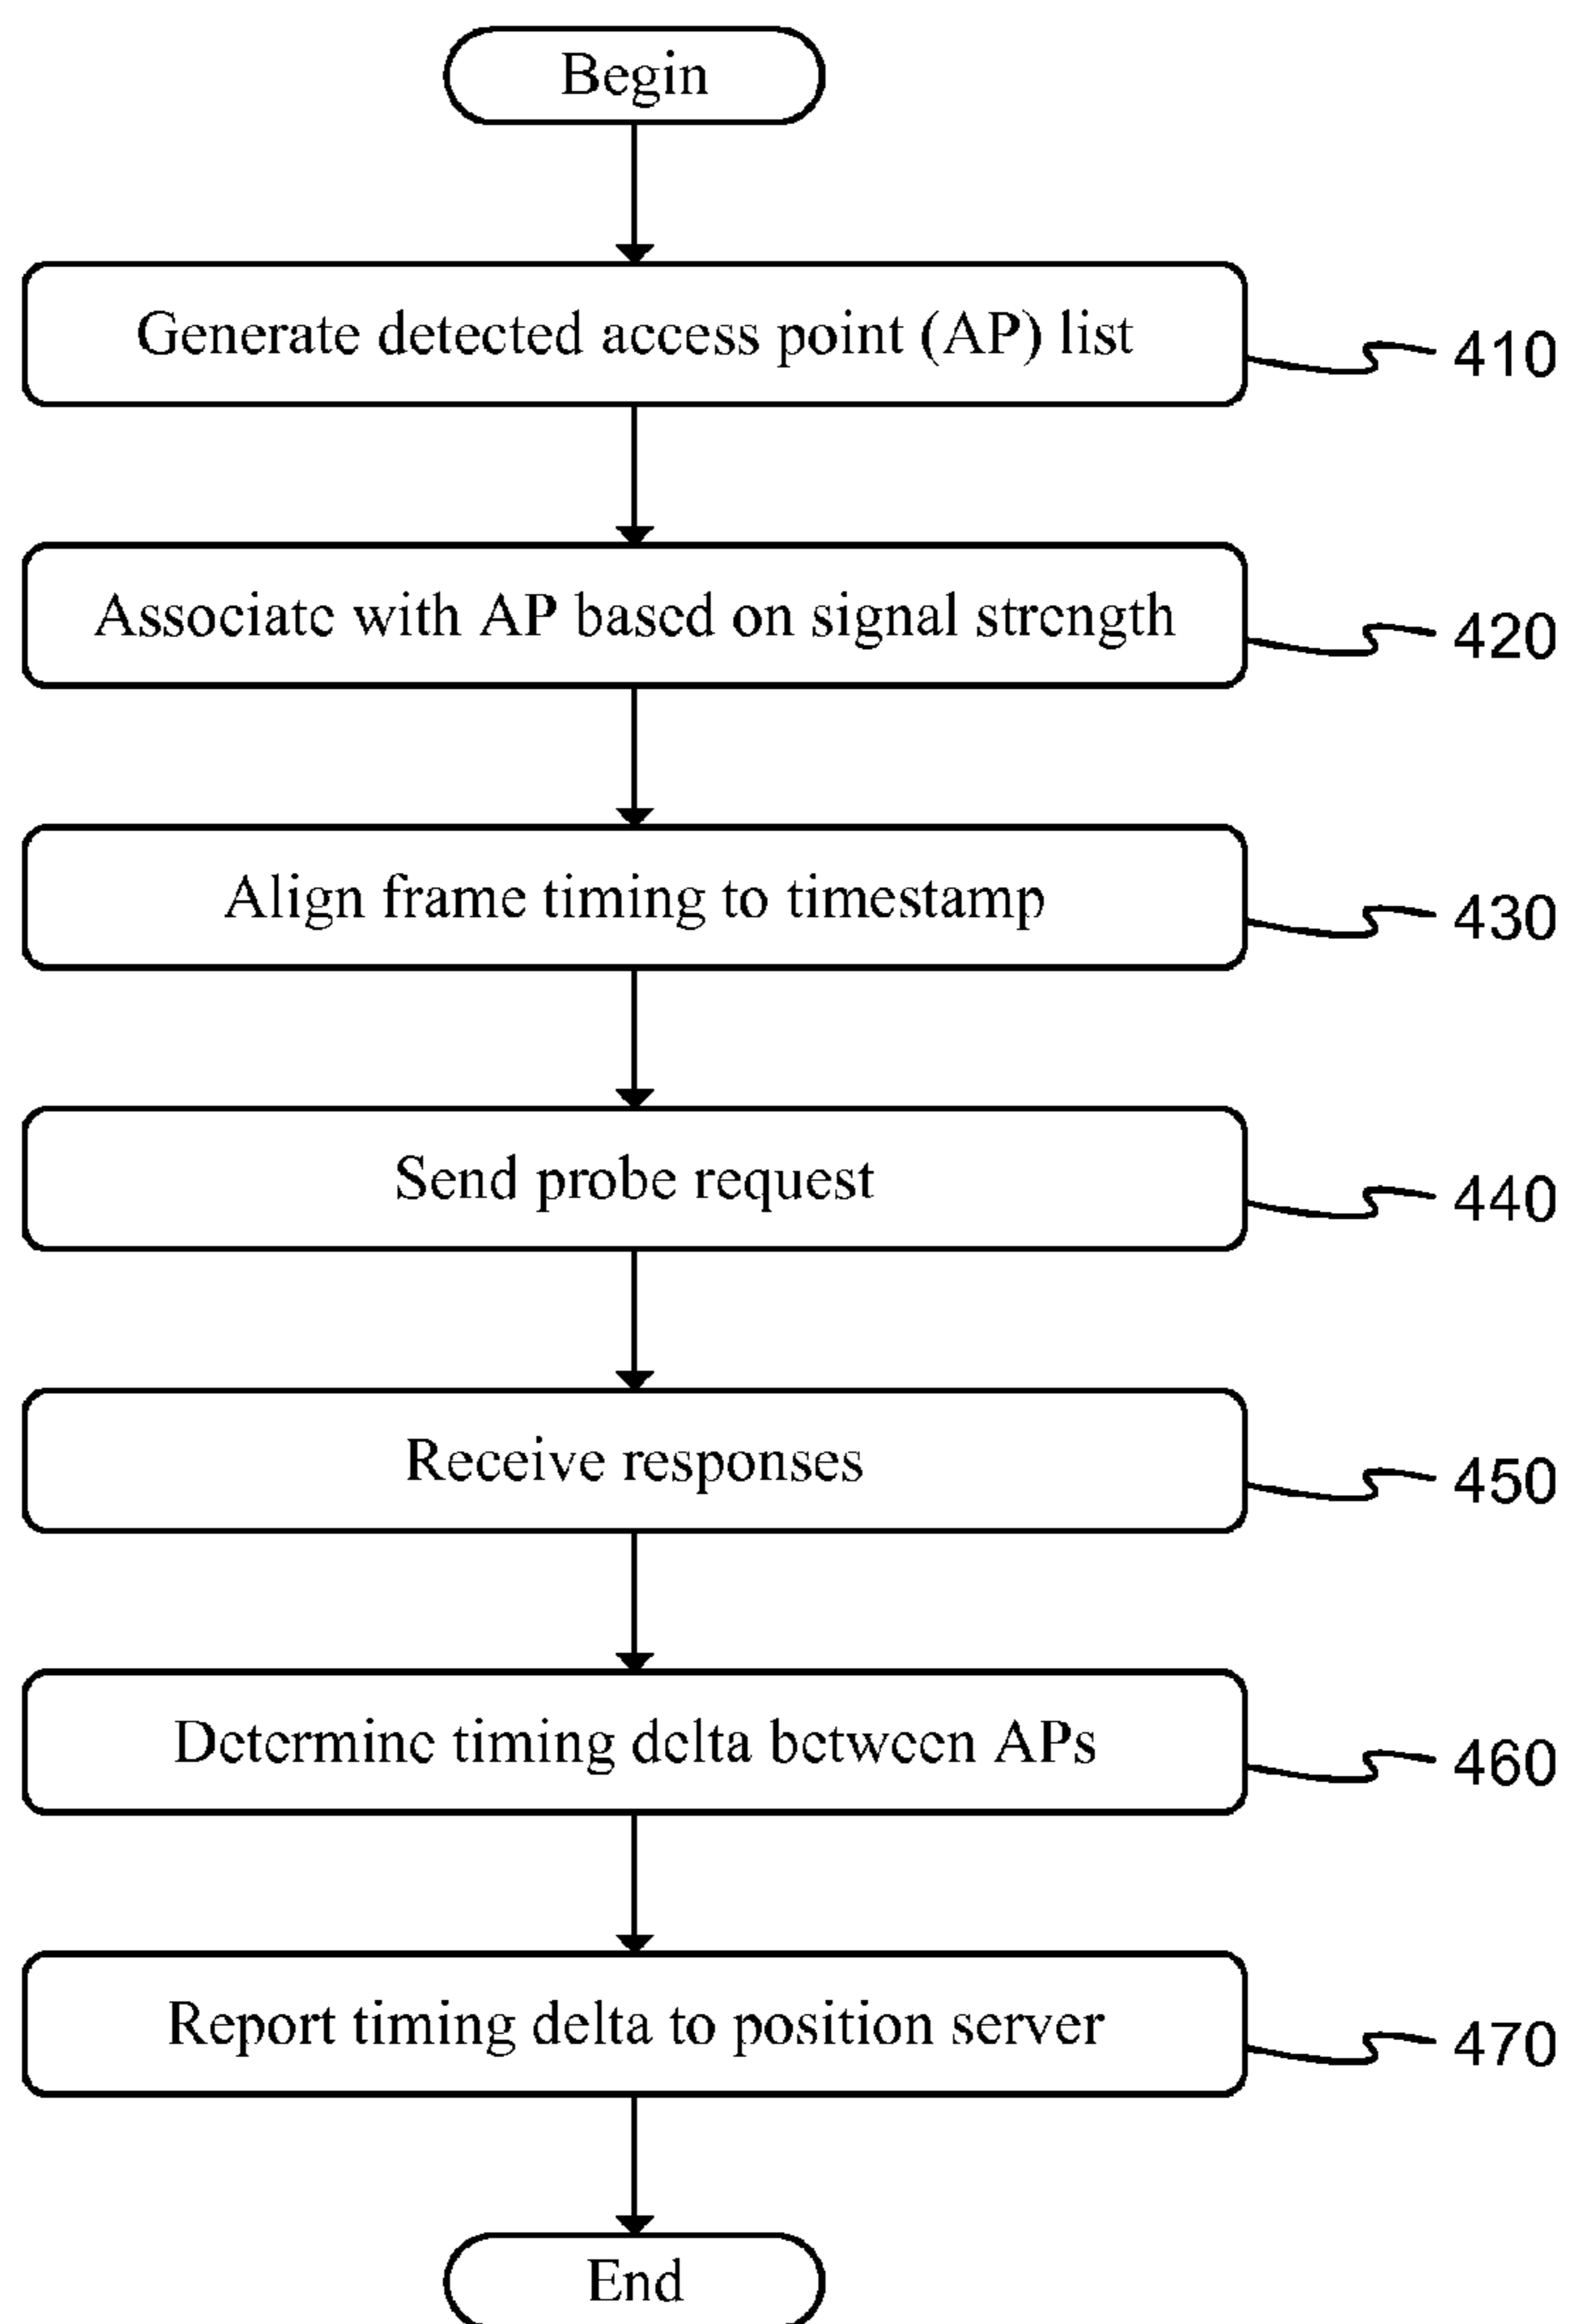 Begin
Generate detected access point (AP) list
410
Associate with AP based on signal strength
420
Align frame timing to timestamp
430
Send probe request
440
Receive responses
450
Determine timing delta between APs
460
Report timing delta to position server
470
End